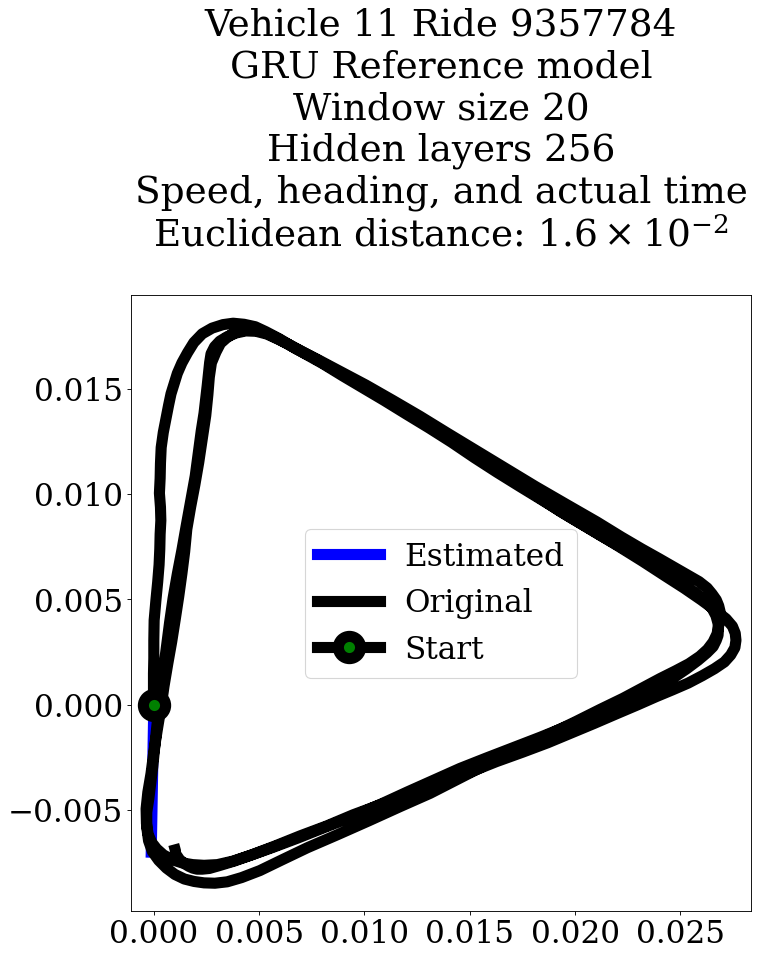 Vehicle 11 Ride 9357784
GRU Reference model
Window size 20
Hidden layers 256
Speed, heading, and actual time
Euclidean distance: 1.6 × 10⁻²
0.015
0.010
0.005
0.000
−0.005
Estimated
Original
Start
0.000 0.005 0.010 0.015 0.020 0.025